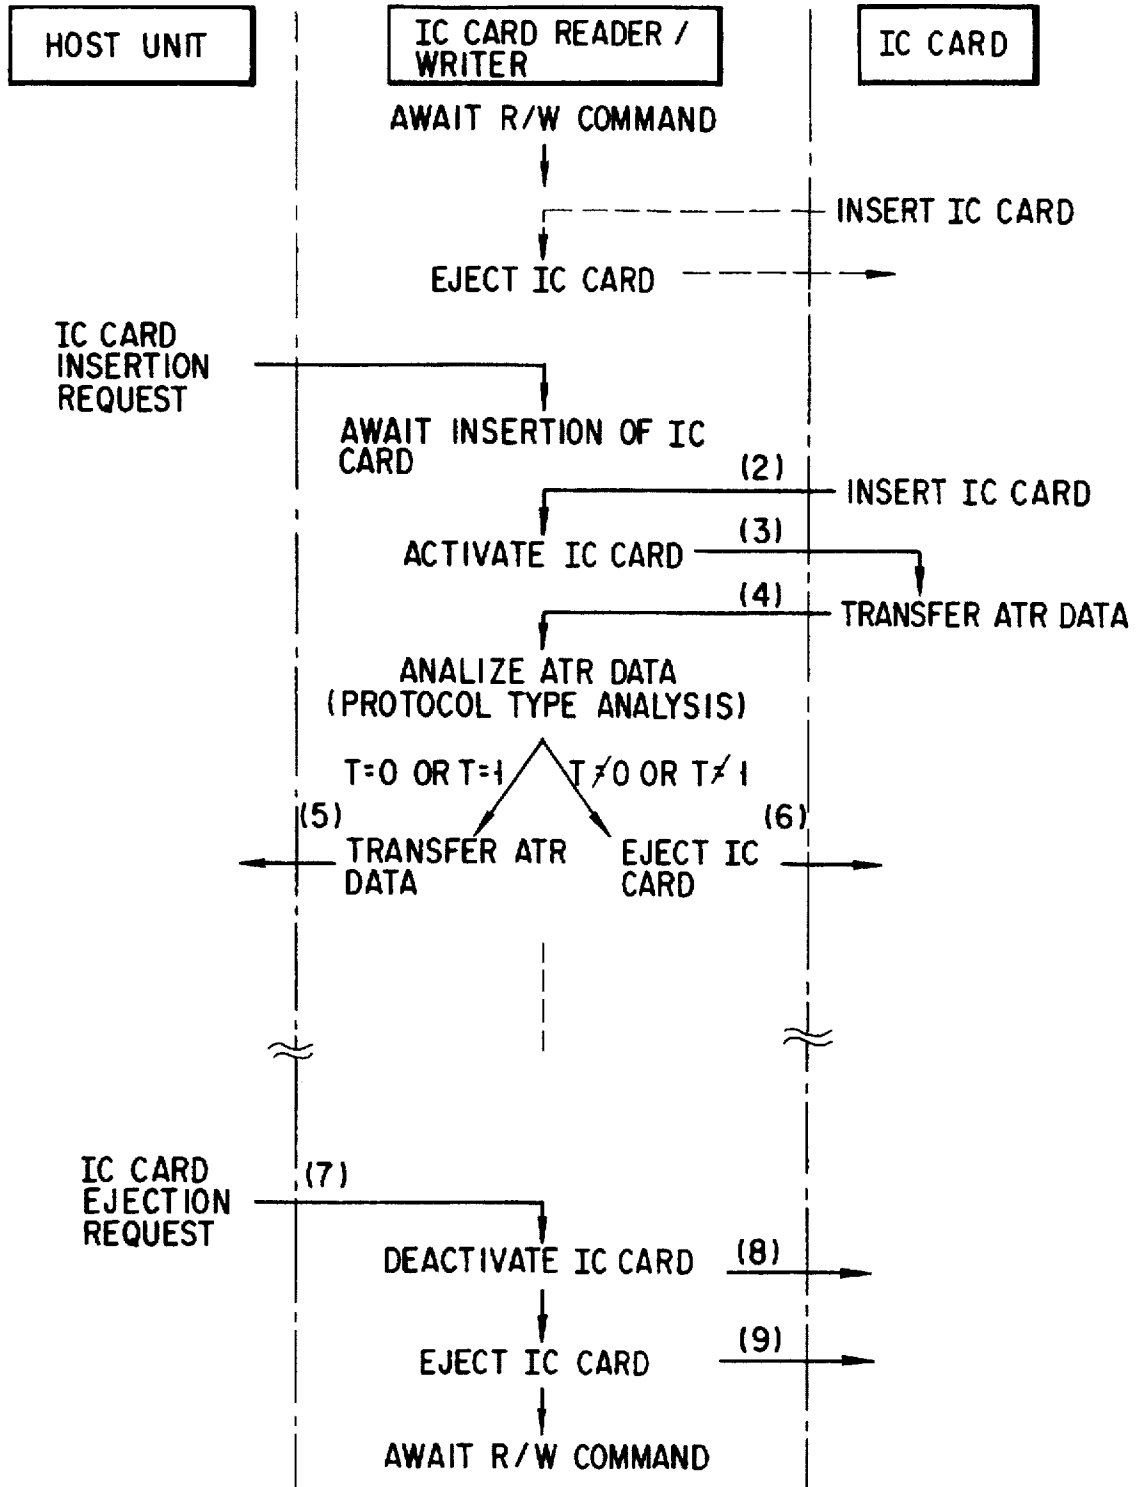 HOST UNIT
IC CARD READER /
WRITER
IC CARD
AWAIT R/W COMMAND
INSERT IC CARD
EJECT IC CARD
IC CARD
INSERTION
REQUEST
AWAIT INSERTION OF IC
CARD
(2)
INSERT IC CARD
(3)
ACTIVATE IC CARD
(4)
TRANSFER ATR DATA
ANALIZE ATR DATA
(PROTOCOL TYPE ANALYSIS)
T=0 OR T=1
T≠0 OR T≠1
(5)
(6)
TRANSFER ATR
DATA
EJECT IC
CARD
IC CARD
EJECTION
REQUEST
(7)
DEACTIVATE IC CARD
(8)
EJECT IC CARD
(9)
AWAIT R/W COMMAND